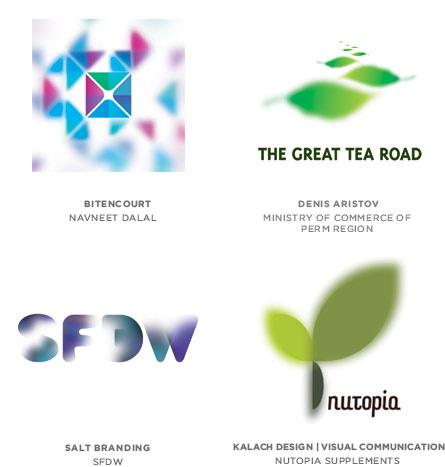 THE GREAT TEA ROAD
BITENCOURT
NAVNEET DALAL
DENIS ARISTOV
MINISTRY OF COMMERCE OF
PERM REGION
SFDW
nutopia
SALT BRANDING
SFDW
KALACH DESIGN | VISUAL COMMUNICATION
NUTOPIA SUPPLEMENTS